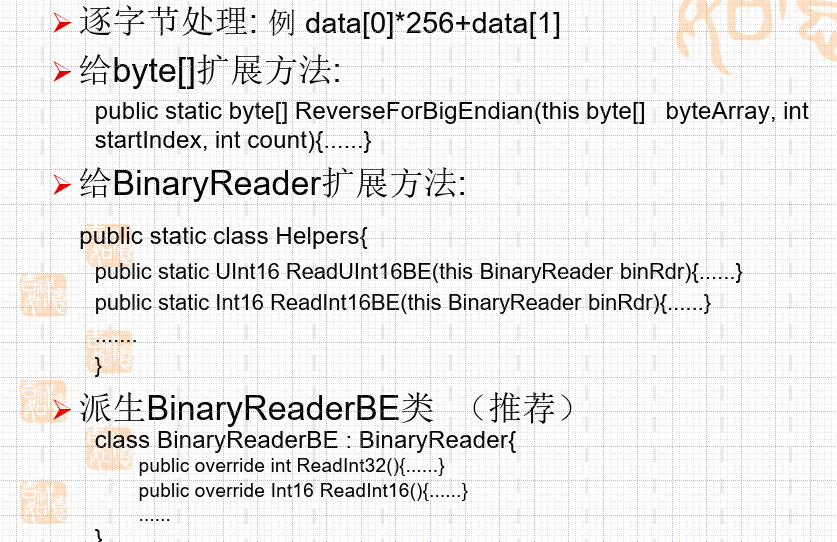 逐字节处理: 例 data[0]*256+data[1]
给byte[]扩展方法:
public static byte[] ReverseForBigEndian(this byte[] byteArray, int
startIndex, int count){......}
给BinaryReader扩展方法:
public static class Helpers{
public static UInt16 ReadUInt16BE(this BinaryReader binRdr){......}
public static Int16 ReadInt16BE(this BinaryReader binRdr){......}
.......
}
派生BinaryReaderBE类 （推荐）
class BinaryReaderBE : BinaryReader{
public override int ReadInt32(){......}
public override Int16 ReadInt16(){......}
......
}